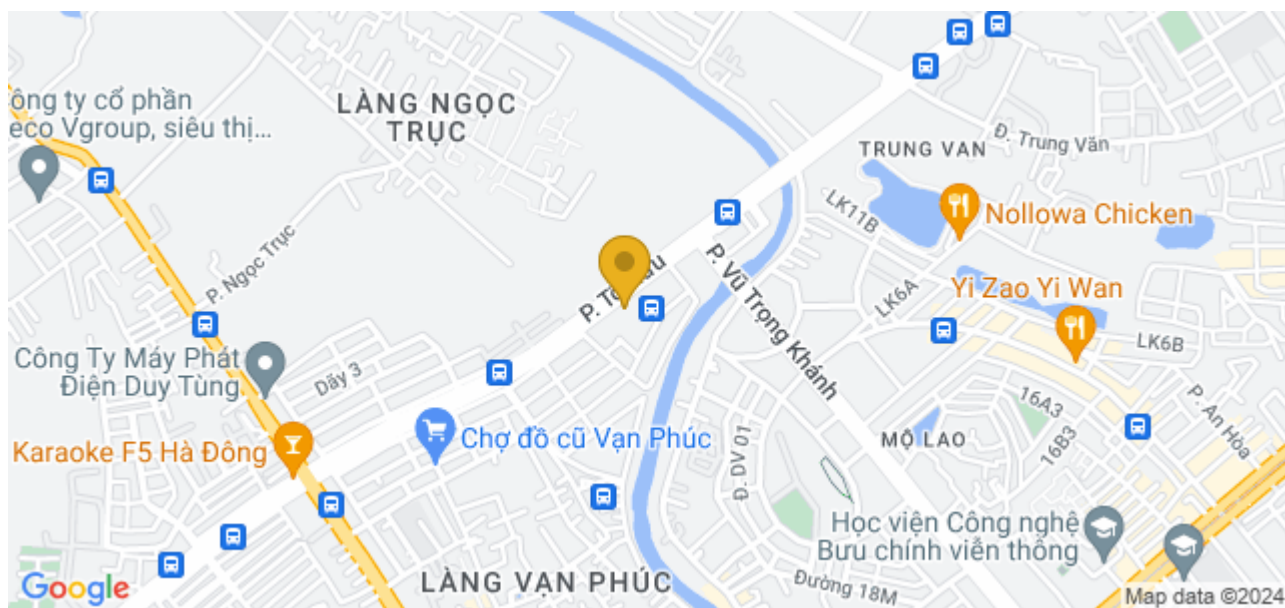 LÀNG NGỌC
TRỤC
ông ty cổ phần
eco Vgroup, siêu thị...
TRUNG VAN
Đ. Trung Văn
LK11B
Nollowa Chicken
P. Ngọc Trục
P. Vũ Trọng Khánh
LK6A
Yi Zao Yi Wan
LK6B
Công Ty Máy Phát
Điện Duy Tùng
Dãy 3
16A3
P. An Hòa
Karaoke F5 Hà Đông
Chợ đồ cũ Vạn Phúc
MỘ LAO
16B3
Học viện Công nghệ
Bưu chính viễn thông
LÀNG VẠN PHÚC
Đường 18M
Google
Map data ©2024